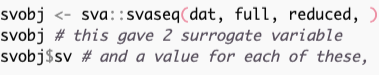 svobj <- sva::svaseq(dat, full, reduced, )
svobj # this gave 2 surrogate variable
svobj$sv # and a value for each of these,